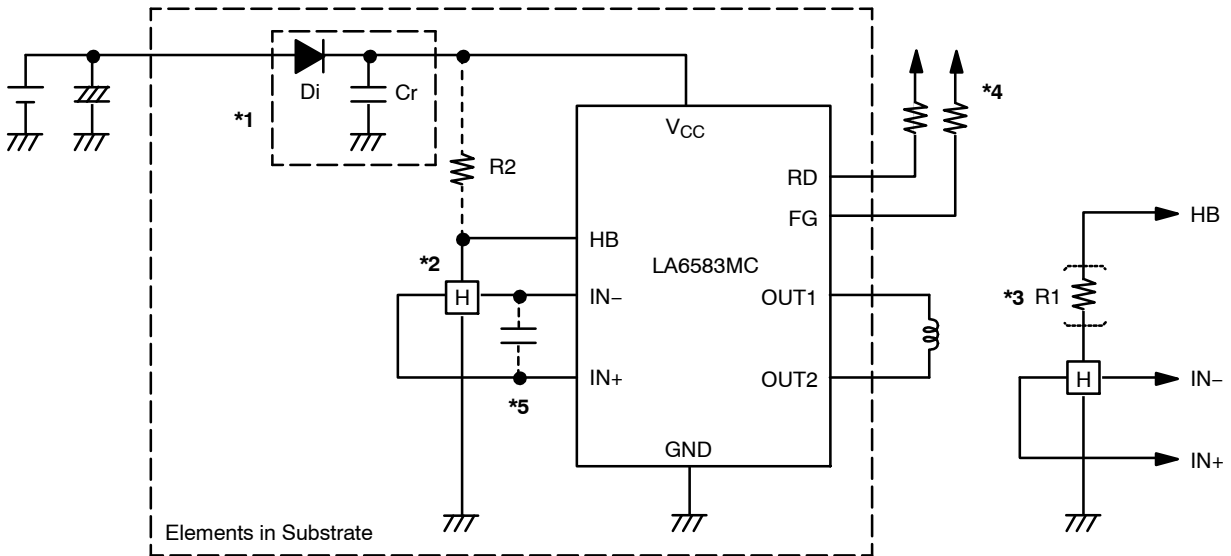 *1
Di
Cr
R2
*2
H
*5
VCC
RD
FG
HB
LA6583MC
IN−
OUT1
IN+
OUT2
GND
*4
HB
*3 R1
H
IN−
IN+
Elements in Substrate